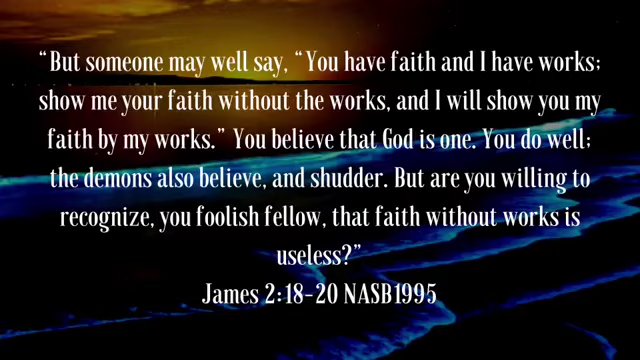 “But someone may well say, “You have faith and I have works;
show me your faith without the works, and I will show you my
faith by my works.” You believe that God is one. You do well;
the demons also believe, and shudder. But are you willing to
recognize, you foolish fellow, that faith without works is
useless?”
James 2:18-20 NASB1995